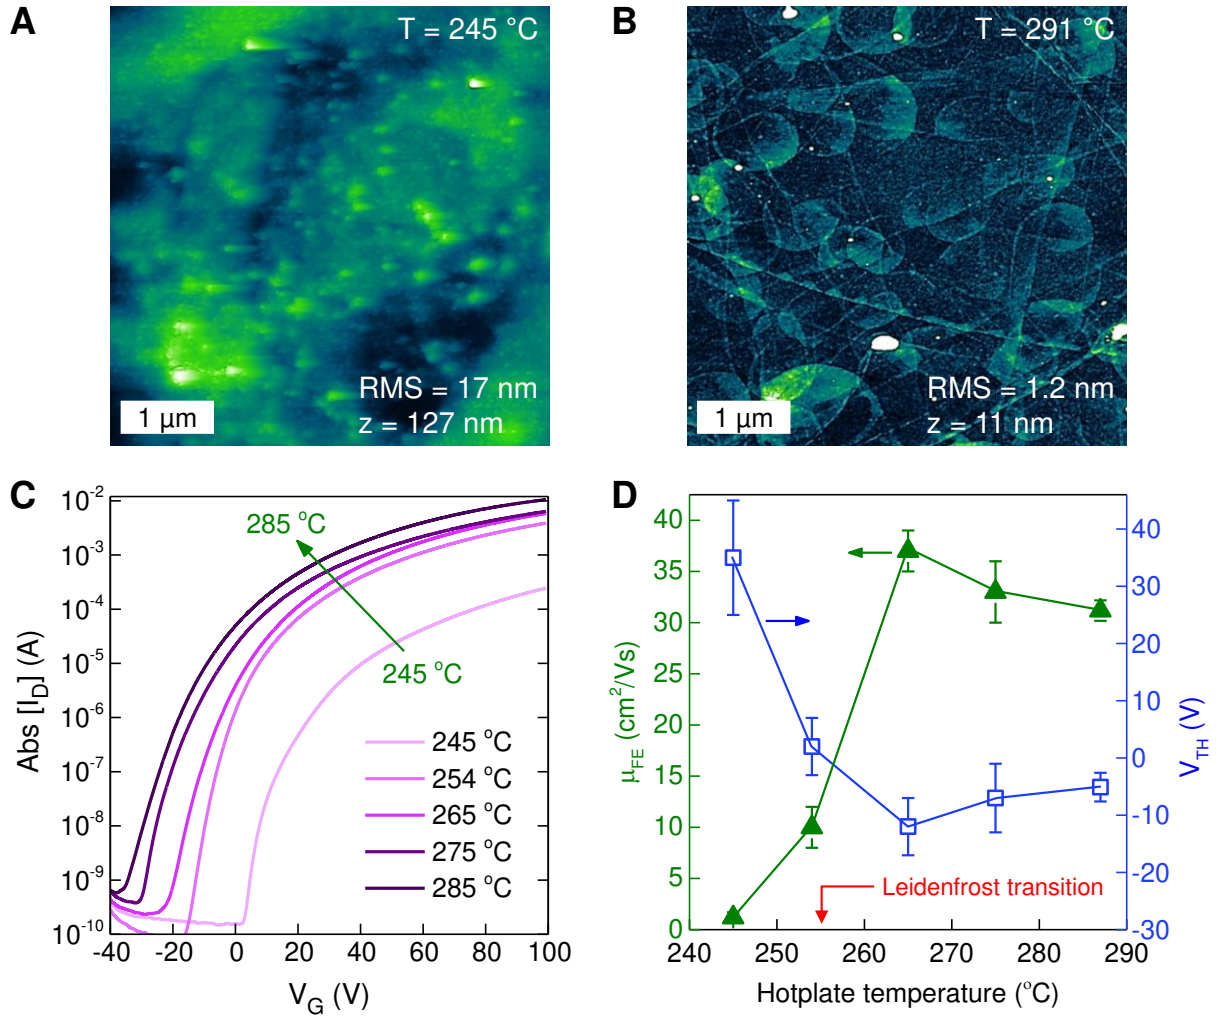 A
T = 245 °C
RMS = 17 nm
1 µm
z = 127 nm
B
T = 291 °C
RMS = 1.2 nm
1 µm
z = 11 nm
C
10⁻²
10⁻³
10⁻⁴
10⁻⁵
10⁻⁶
10⁻⁷
10⁻⁸
10⁻⁹
10⁻¹⁰
Abs [I_D] (A)
285 °C
245 °C
245 °C
254 °C
265 °C
275 °C
285 °C
-40 -20 0 20 40 60 80 100
V_G (V)
D
40
35
30
25
20
15
10
5
0
µ_FE (cm²/Vs)
40
30
20
10
0
-10
-20
-30
V_TH (V)
Leidenfrost transition
240 250 260 270 280 290
Hotplate temperature (°C)